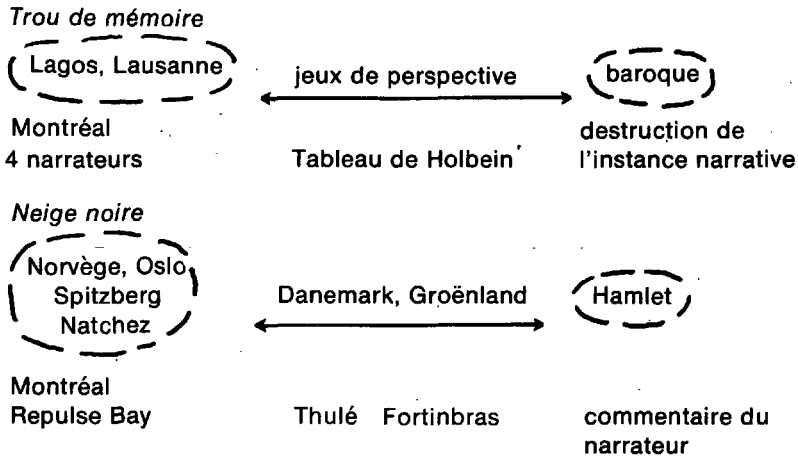 Trou de mémoire
Lagos, Lausanne
jeux de perspective
baroque
Montréal
4 narrateurs
Tableau de Holbein
destruction de
l'instance narrative
Neige noire
Norvège, Oslo
Spitzberg
Natchez
Danemark, Groënland
Hamlet
Montréal
Repulse Bay
Thulé Fortinbras
commentaire du
narrateur